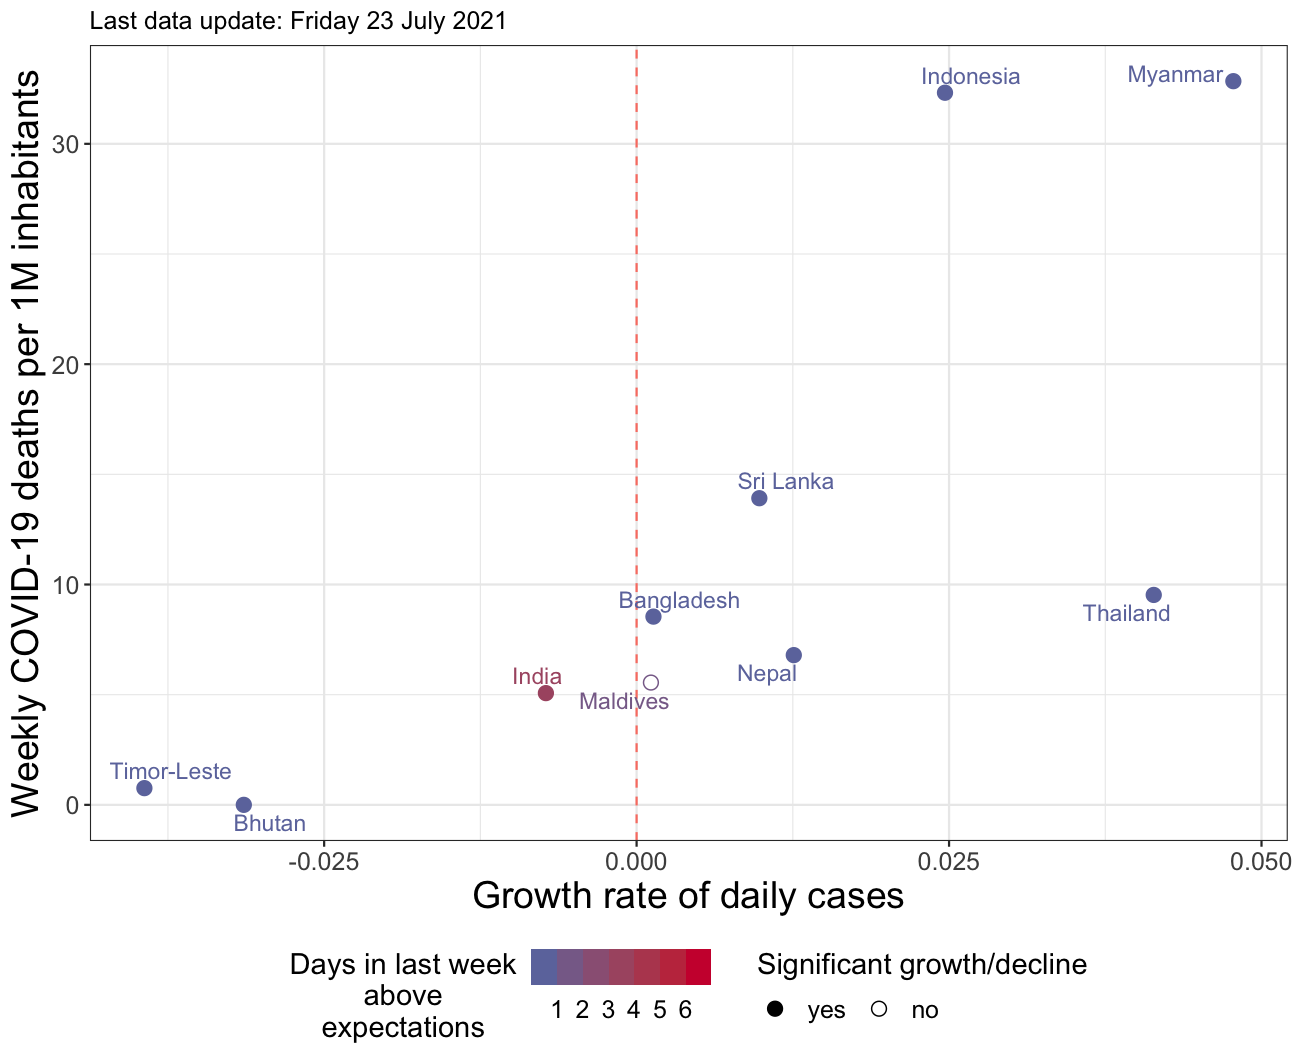 Last data update: Friday 23 July 2021
Weekly COVID-19 deaths per 1M inhabitants
30
20
10
0
Indonesia
Myanmar
Sri Lanka
Bangladesh
Thailand
Nepal
India
Maldives
Timor-Leste
Bhutan
-0.025
0.000
0.025
0.050
Growth rate of daily cases
Days in last week
above
expectations
1 2 3 4 5 6
Significant growth/decline
yes no